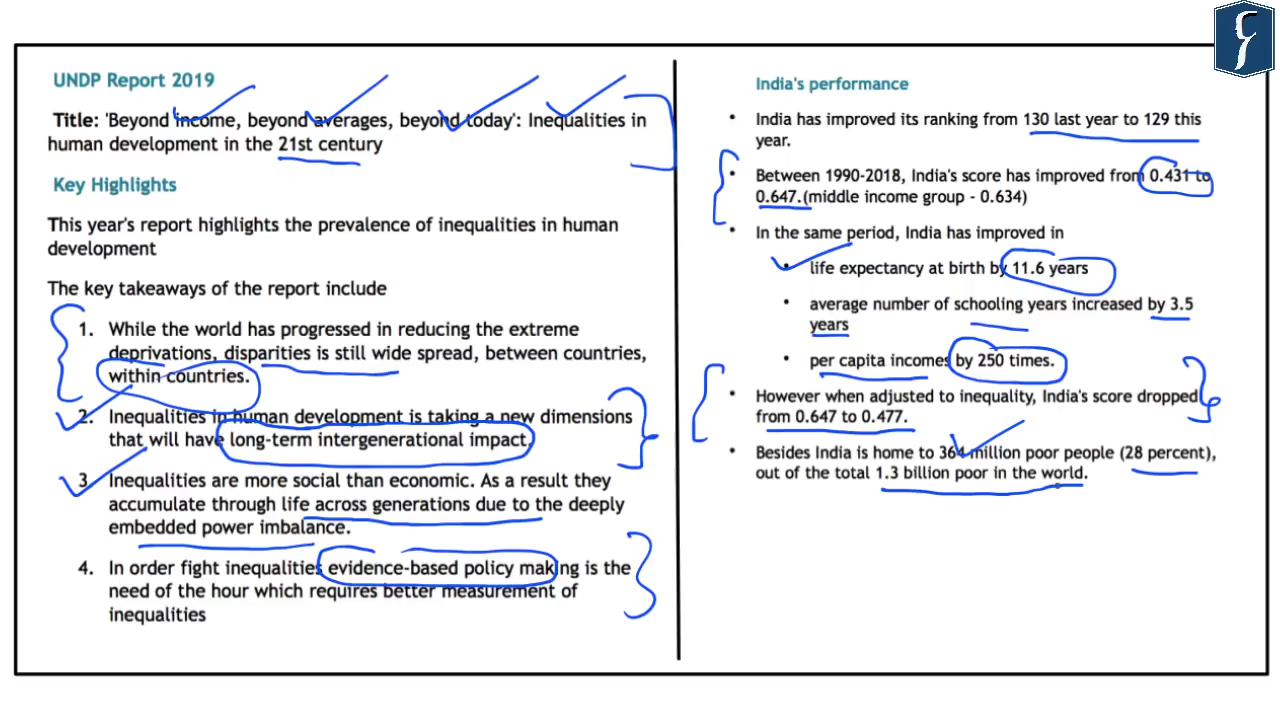 UNDP Report 2019
Title: 'Beyond income, beyond averages, beyond today': Inequalities in
human development in the 21st century
Key Highlights
This year's report highlights the prevalence of inequalities in human
development
The key takeaways of the report include
1. While the world has progressed in reducing the extreme
deprivations, disparities is still wide spread, between countries,
within countries.
2. Inequalities in human development is taking a new dimensions
that will have long-term intergenerational impact.
3. Inequalities are more social than economic. As a result they
accumulate through life across generations due to the deeply
embedded power imbalance.
4. In order fight inequalities evidence-based policy making is the
need of the hour which requires better measurement of
inequalities
India's performance
• India has improved its ranking from 130 last year to 129 this
year.
• Between 1990-2018, India's score has improved from 0.431 to
0.647.(middle income group - 0.634)
• In the same period, India has improved in
• life expectancy at birth by 11.6 years
• average number of schooling years increased by 3.5
years
• per capita incomes by 250 times.
• However when adjusted to inequality, India's score dropped
from 0.647 to 0.477.
• Besides India is home to 364 million poor people (28 percent),
out of the total 1.3 billion poor in the world.